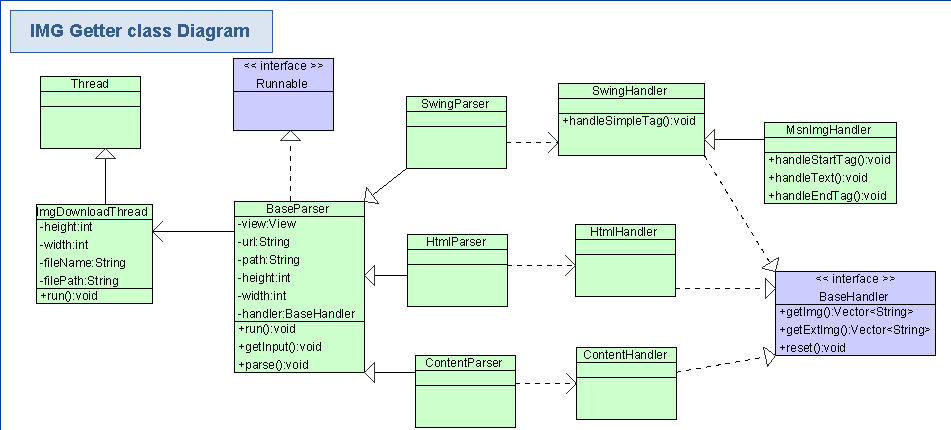 IMG Getter class Diagram
Thread
<< interface >>
Runnable
SwingParser
SwingHandler
+handleSimpleTag():void
MsnImgHandler
+handleStartTag():void
+handleText():void
+handleEndTag():void
ImgDownloadThread
-height:int
-width:int
-fileName:String
-filePath:String
+run():void
BaseParser
-view:View
-url:String
-path:String
-height:int
-width:int
-handler:BaseHandler
+run():void
+getInput():void
+parse():void
HtmlParser
HtmlHandler
<< interface >>
BaseHandler
+getImg():Vector<String>
+getExtImg():Vector<String>
+reset():void
ContentParser
ContentHandler